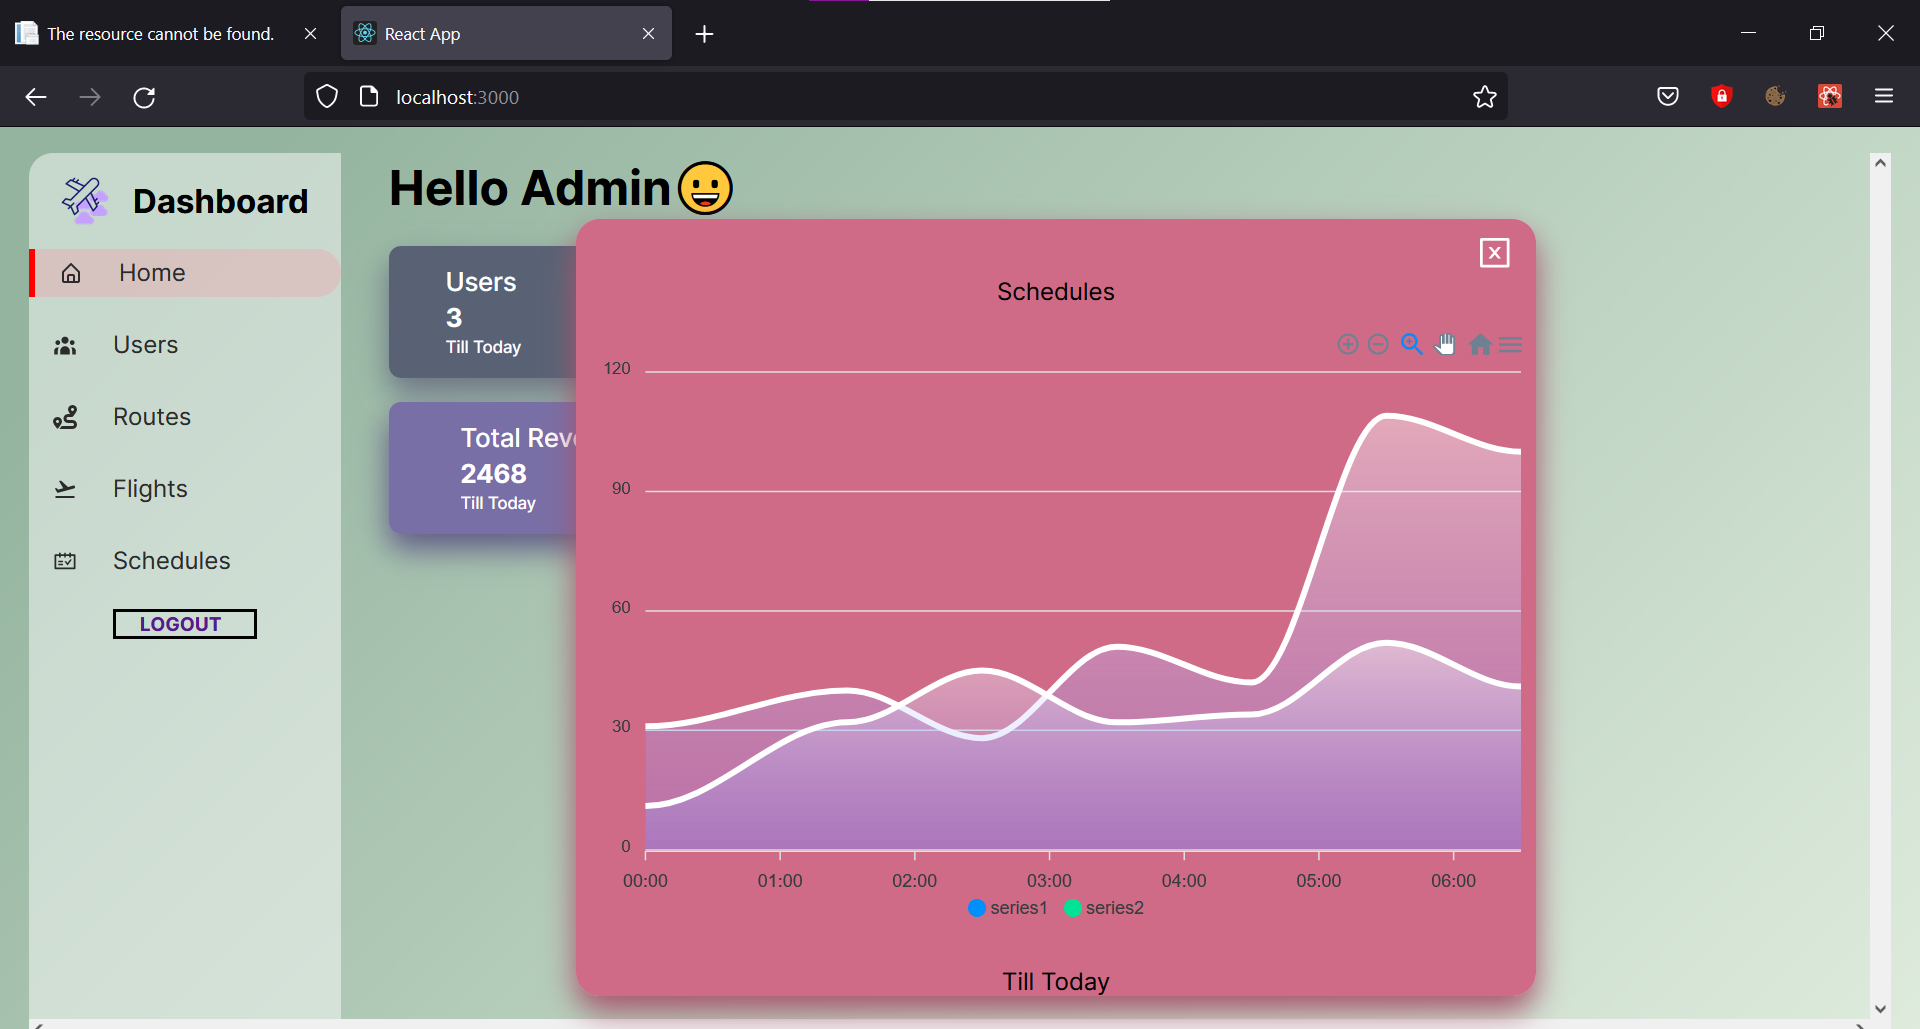 The resource cannot be found.
React App
localhost:3000
Dashboard
Home
Users
Routes
Flights
Schedules
LOGOUT
Hello Admin
Users
3
Till Today
Total Reve
2468
Till Today
X
Schedules
120
90
60
30
0
00:00
01:00
02:00
03:00
04:00
05:00
06:00
series1
series2
Till Today